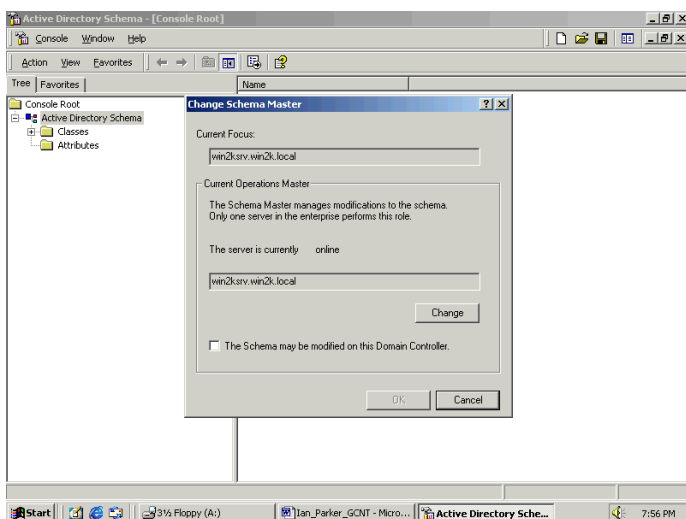 Active Directory Schema - [Console Root]
Console Window Help
Action View Favorites
Tree Favorites
Name
Console Root
Active Directory Schema
Classes
Attributes
Change Schema Master
Current Focus:
win2ksrv.win2k.local
Current Operations Master
The Schema Master manages modifications to the schema.
Only one server in the enterprise performs this role.
The server is currently online
win2ksrv.win2k.local
Change
The Schema may be modified on this Domain Controller.
OK Cancel
Start 3½ Floppy (A:) Ian_Parker_GCNT - Micro... Active Directory Sche... 7:56 PM